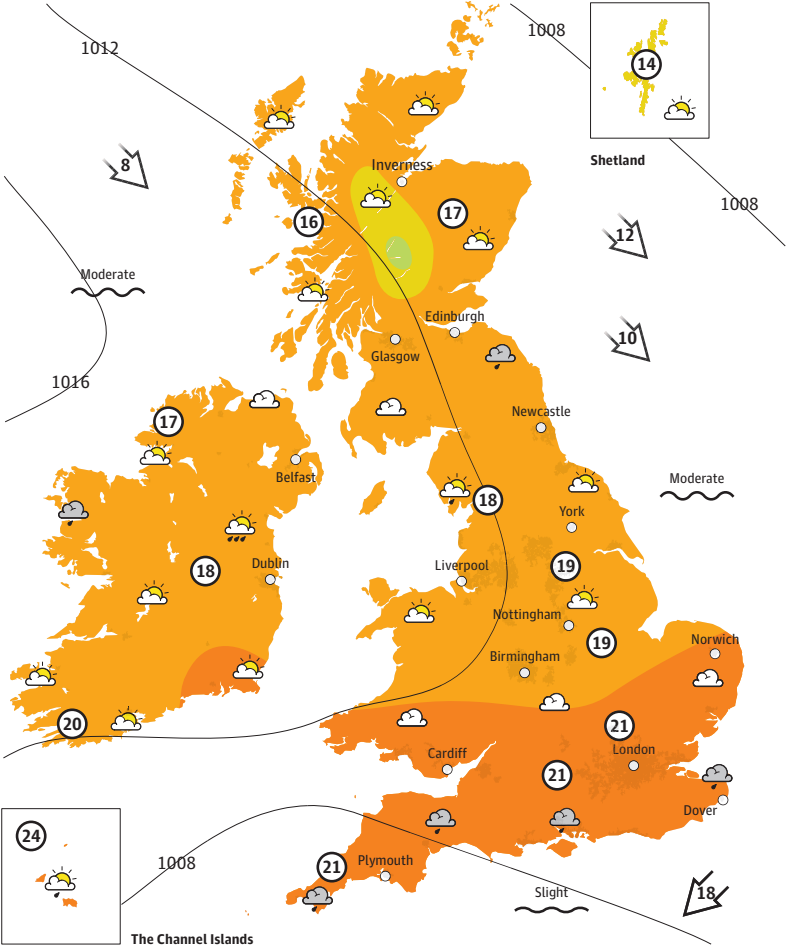 1008
1012
14
8
Inverness
Shetland
1008
16
17
12
Moderate
Edinburgh
10
Glasgow
1016
17
Newcastle
Belfast
Moderate
18
York
Dublin
18
Liverpool
19
Nottingham
19
Norwich
Birmingham
20
21
Cardiff
London
21
Dover
24
1008
21
Plymouth
Slight
18
The Channel Islands